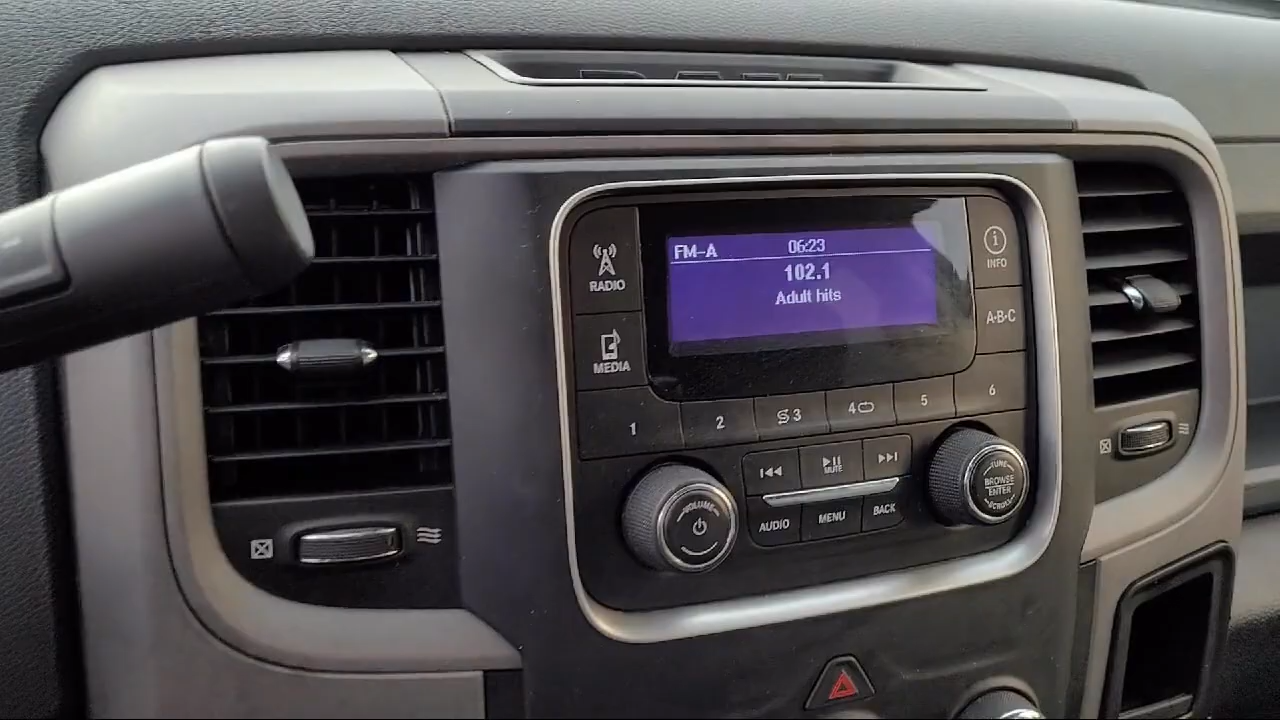 FM-A 06:23
102.1
Adult hits
RADIO
MEDIA
i
INFO
A·B·C
1 2 3 4 5 6
MUTE
VOLUME
AUDIO MENU BACK
TUNE
BROWSE
ENTER
SCROLL